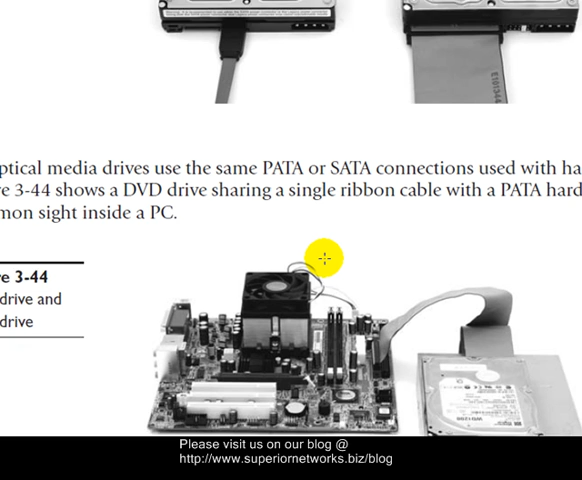 ptical media drives use the same PATA or SATA connections used with ha
e 3-44 shows a DVD drive sharing a single ribbon cable with a PATA hard
mon sight inside a PC.
e 3-44
drive and
drive
Please visit us on our blog @
http://www.superiornetworks.biz/blog